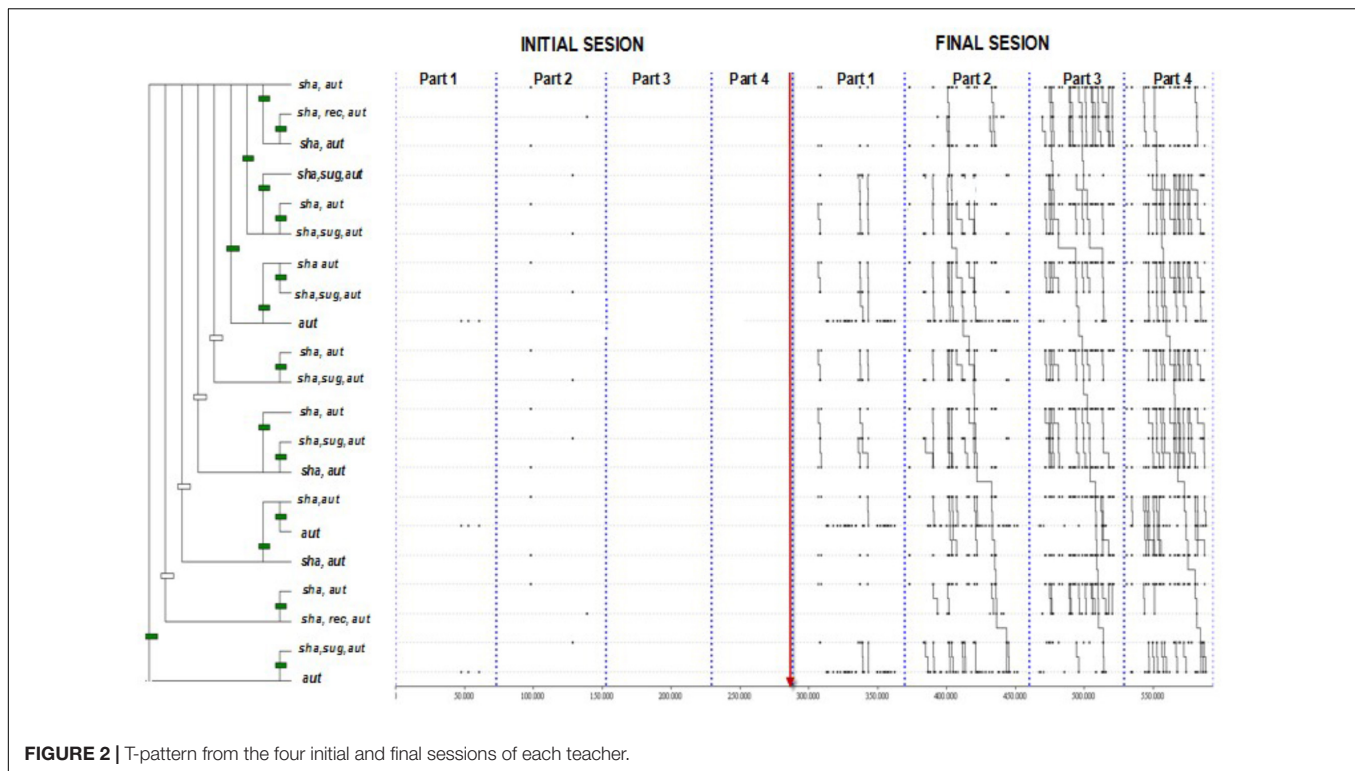 INITIAL SESION FINAL SESION
Part 1 Part 2 Part 3 Part 4 Part 1 Part 2 Part 3 Part 4
sha, aut
sha, rec, aut
sha, aut
sha,sug,aut
sha, aut
sha,sug,aut
sha aut
sha,sug,aut
aut
sha, aut
sha,sug,aut
sha, aut
sha,sug,aut
sha, aut
sha,aut
aut
sha, aut
sha, aut
sha, rec, aut
sha,sug,aut
aut
50.000 100.000 150.000 200.000 250.000 300.000 350.000 400.000 450.000 500.000 550.000
FIGURE 2 | T-pattern from the four initial and final sessions of each teacher.